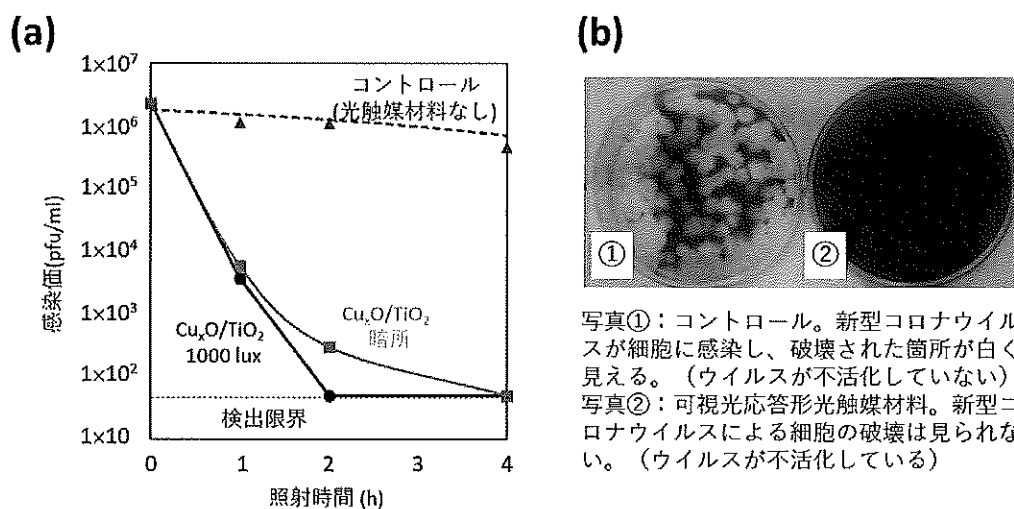 (a)
1×10⁷
1×10⁶
1×10⁵
1×10⁴
1×10³
1×10²
1×10
感染価(pfu/ml)
コントロール
(光触媒材料なし)
CuₓO/TiO₂
1000 lux
CuₓO/TiO₂
暗所
検出限界
0
1
2
3
4
照射時間 (h)
(b)
①
②
写真①：コントロール。新型コロナウイル
スが細胞に感染し、破壊された箇所が白く
見える。（ウイルスが不活化していない）
写真②：可視光応答形光触媒材料。新型コ
ロナウイルスによる細胞の破壊は見られな
い。（ウイルスが不活化している）